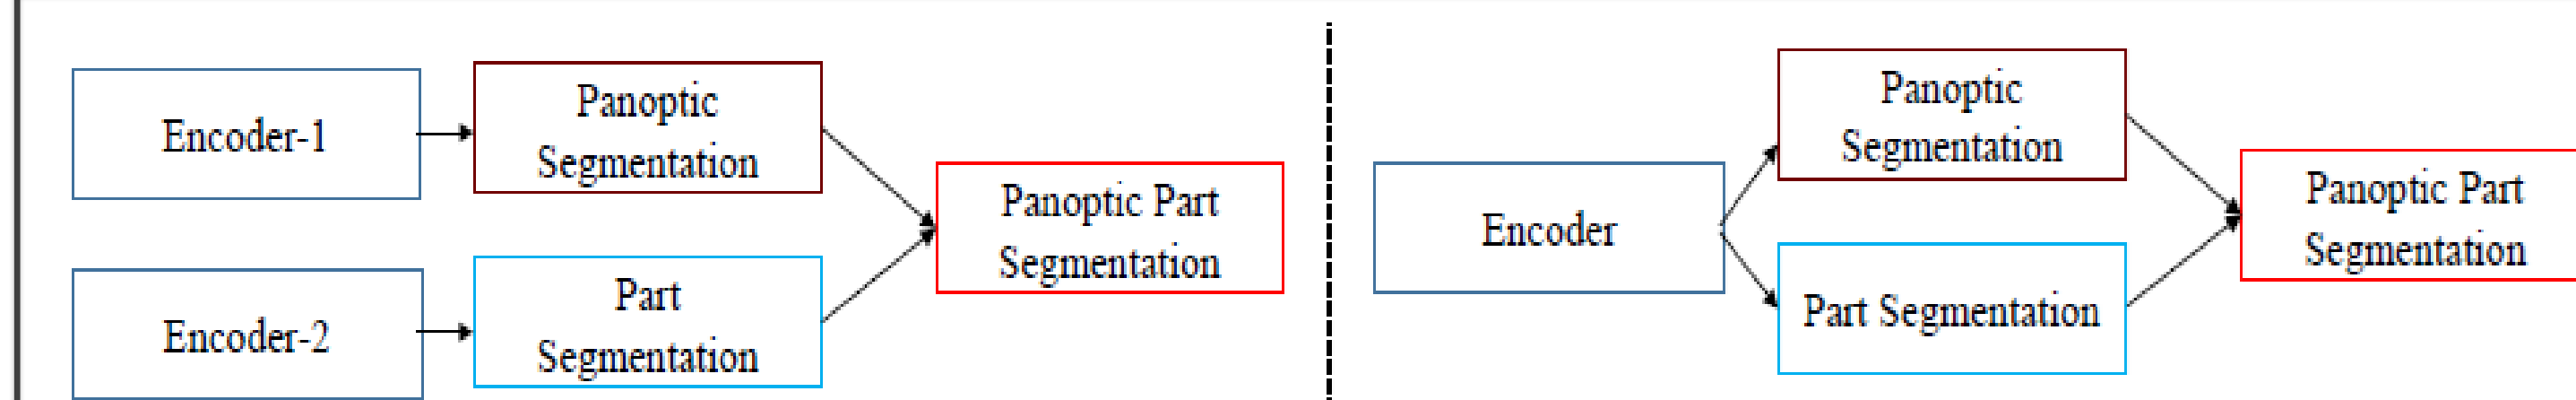 Encoder-1
Panoptic
Segmentation
Encoder-2
Part
Segmentation
Panoptic Part
Segmentation
Encoder
Panoptic
Segmentation
Part Segmentation
Panoptic Part
Segmentation